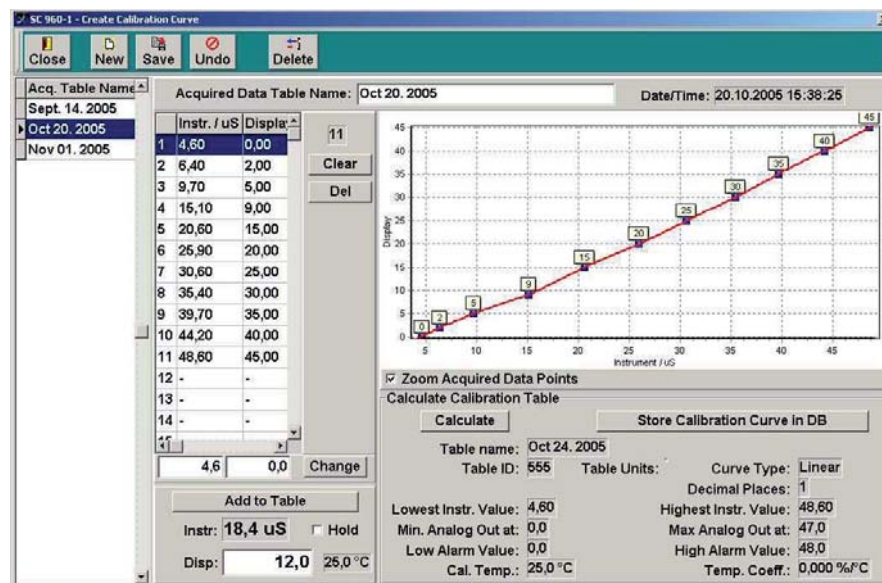 SC 960-1 - Create Calibration Curve
Close New Save Undo Delete
Acq. Table Name
Sept. 14. 2005
Oct 20. 2005
Nov 01. 2005
Acquired Data Table Name: Oct 20. 2005
Date/Time: 20.10.2005 15:38:25
Instr. / uS Display
1 4,60 0,00
2 6,40 2,00
3 9,70 5,00
4 15,10 9,00
5 20,60 15,00
6 25,90 20,00
7 30,60 25,00
8 35,40 30,00
9 39,70 35,00
10 44,20 40,00
11 48,60 45,00
12 - -
13 - -
14 - -
4,6 0,0 Change
11
Clear
Del
Add to Table
Instr: 18,4 uS Hold
Disp: 12,0 25,0 °C
45
40
35
30
25
20
15
10
5
0
Display
0 2 5 9 15 20 25 30 35 40 45
5 10 15 20 25 30 35 40 45
Instrument / uS
Zoom Acquired Data Points
Calculate Calibration Table
Calculate Store Calibration Curve in DB
Table name: Oct 24. 2005
Table ID: 555 Table Units: Curve Type: Linear
Decimal Places: 1
Lowest Instr. Value: 4,60 Highest Instr. Value: 48,60
Min. Analog Out at: 0,0 Max Analog Out at: 47,0
Low Alarm Value: 0,0 High Alarm Value: 48,0
Cal. Temp.: 25,0 °C Temp. Coeff.: 0,000 %/°C